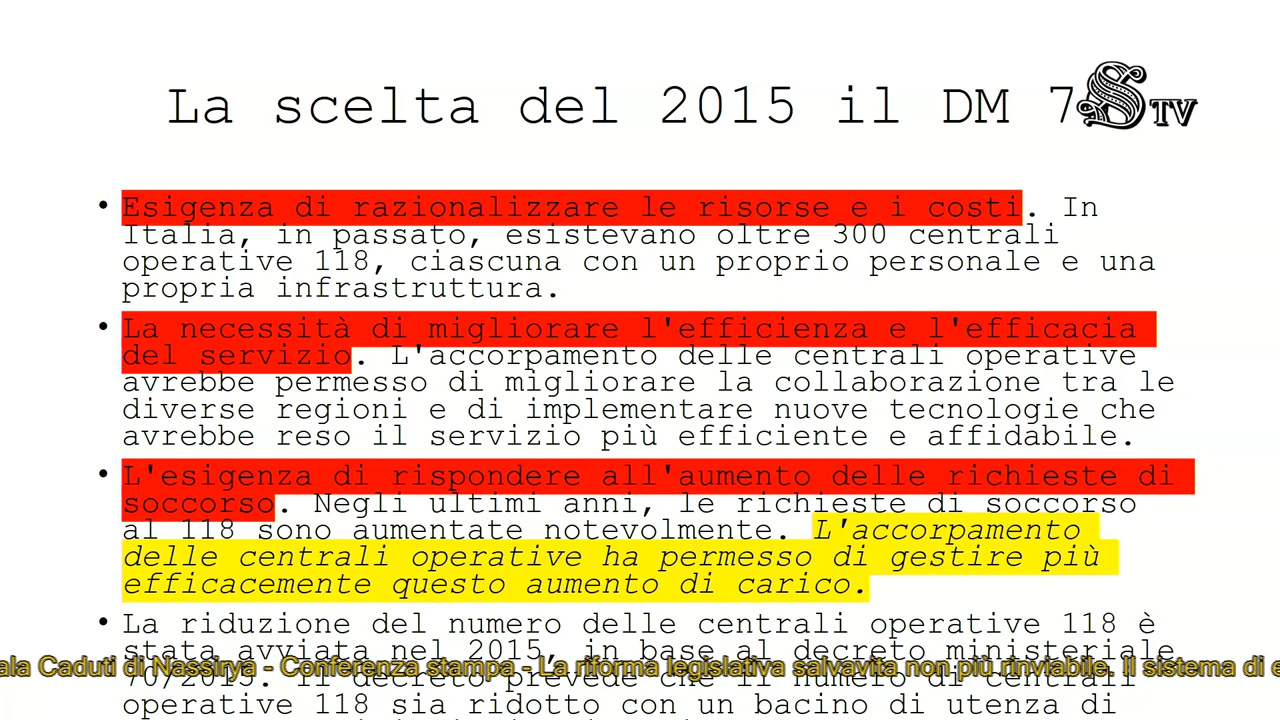 La scelta del 2015 il DM 7
S TV
• Esigenza di razionalizzare le risorse e i costi. In
Italia, in passato, esistevano oltre 300 centrali
operative 118, ciascuna con un proprio personale e una
propria infrastruttura.
• La necessità di migliorare l'efficienza e l'efficacia
del servizio. L'accorpamento delle centrali operative
avrebbe permesso di migliorare la collaborazione tra le
diverse regioni e di implementare nuove tecnologie che
avrebbe reso il servizio più efficiente e affidabile.
• L'esigenza di rispondere all'aumento delle richieste di
soccorso. Negli ultimi anni, le richieste di soccorso
al 118 sono aumentate notevolmente. L'accorpamento
delle centrali operative ha permesso di gestire più
efficacemente questo aumento di carico.
• La riduzione del numero delle centrali operative 118 è
stata avviata nel 2015, in base al decreto ministeriale
ala Caduti di Nassirya - Conferenza stampa - La riforma legislativa salvavita non più rinviabile. Il sistema di e
70/2015. Il decreto prevede che il numero di centrali
operative 118 sia ridotto con un bacino di utenza di